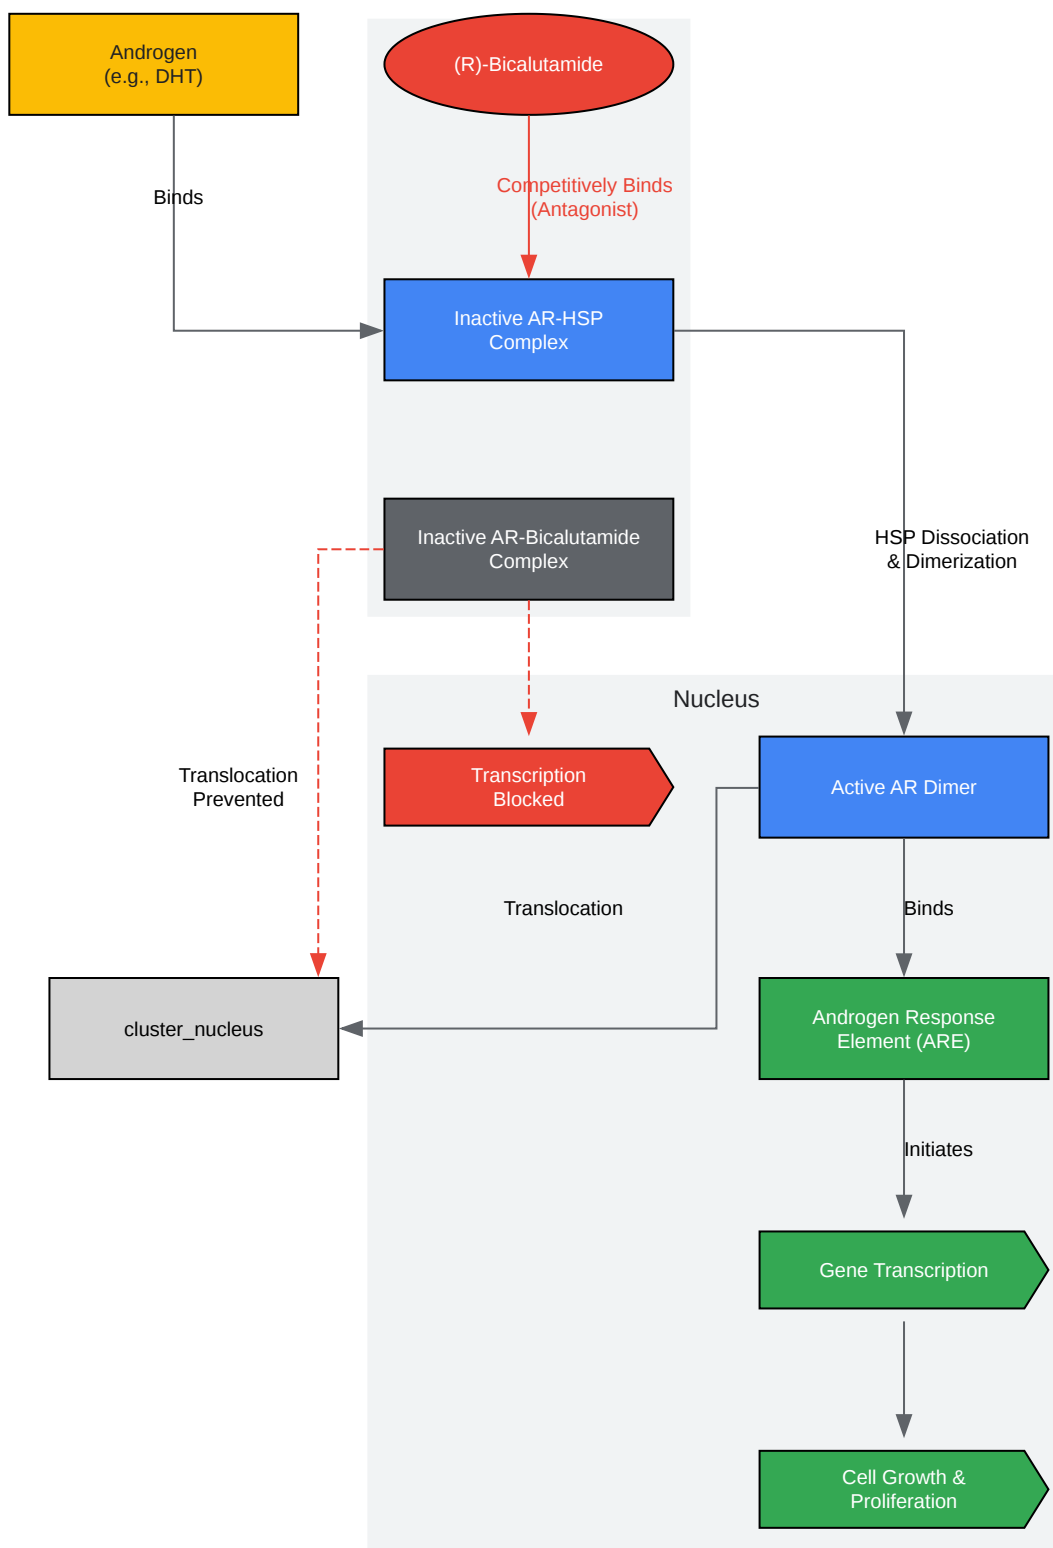 Androgen
(e.g., DHT)
(R)-Bicalutamide
Binds
Competitively Binds
(Antagonist)
Inactive AR-HSP
Complex
Inactive AR-Bicalutamide
Complex
HSP Dissociation
& Dimerization
Nucleus
Translocation
Prevented
Transcription
Blocked
Active AR Dimer
Translocation
Binds
cluster_nucleus
Androgen Response
Element (ARE)
Initiates
Gene Transcription
Cell Growth &
Proliferation